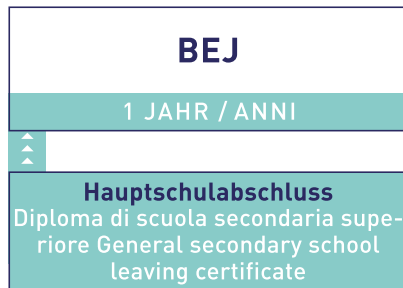 BEJ
1 JAHR / ANNI
Hauptschulabschluss
Diploma di scuola secondaria supe-
riore General secondary school
leaving certificate